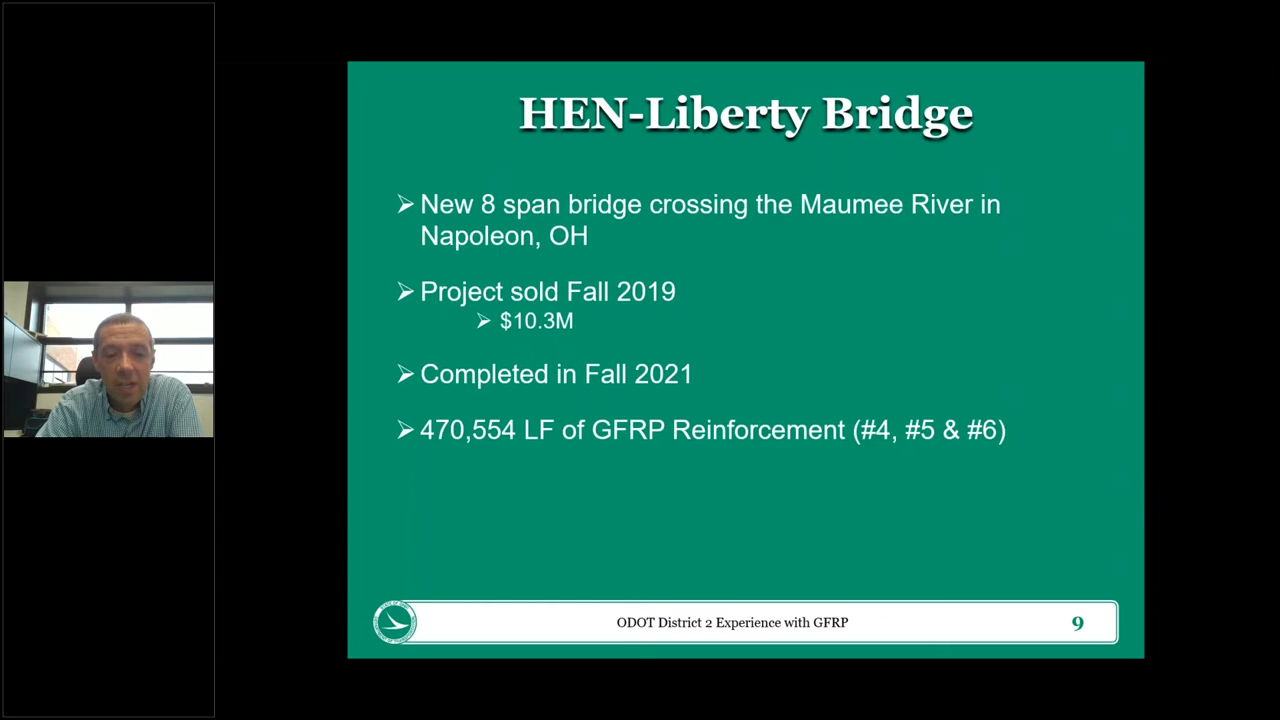 HEN-Liberty Bridge
➢ New 8 span bridge crossing the Maumee River in
Napoleon, OH
➢ Project sold Fall 2019
➢ $10.3M
➢ Completed in Fall 2021
➢ 470,554 LF of GFRP Reinforcement (#4, #5 & #6)
ODOT District 2 Experience with GFRP
9